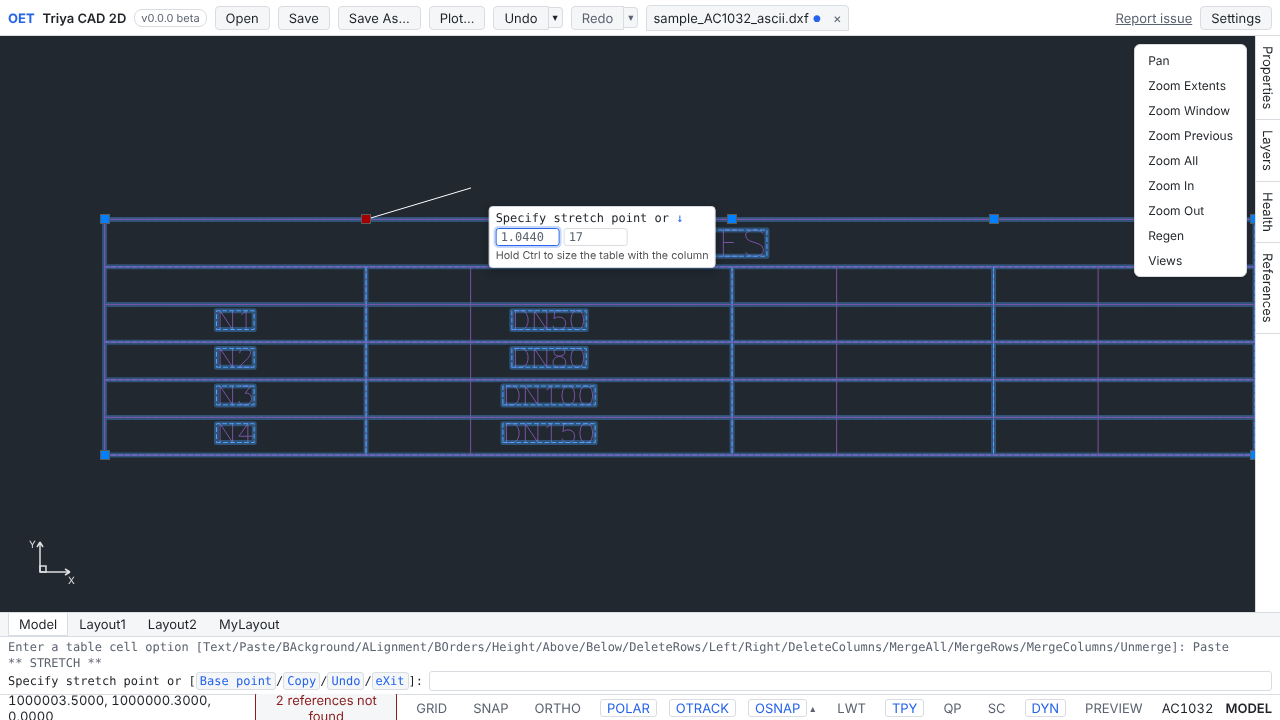 OET Triya CAD 2D v0.0.0 beta Open Save Save As... Plot... Undo ▾ Redo ▾ sample_AC1032_ascii.dxf ● × Report issue Settings
Pan
Zoom Extents
Zoom Window
Zoom Previous
Zoom All
Zoom In
Zoom Out
Regen
Views
Properties
Layers
Health
References
Specify stretch point or ↓
1.0440 17
Hold Ctrl to size the table with the column
ES
N1 DN50
N2 DN80
N3 DN100
N4 DN150
Y
X
Model Layout1 Layout2 MyLayout
Enter a table cell option [Text/Paste/BAckground/ALignment/BOrders/Height/Above/Below/DeleteRows/Left/Right/DeleteColumns/MergeAll/MergeRows/MergeColumns/Unmerge]: Paste
** STRETCH **
Specify stretch point or [Base point/Copy/Undo/eXit]:
1000003.5000, 1000000.3000, 0.0000
2 references not found
GRID SNAP ORTHO POLAR OTRACK OSNAP ▴ LWT TPY QP SC DYN PREVIEW AC1032 MODEL